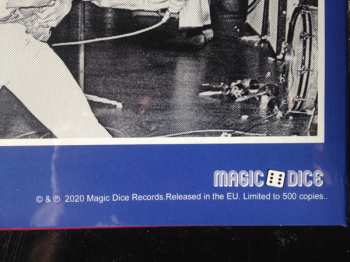 MAGIC DICE
© & ℗ 2020 Magic Dice Records.Released in the EU. Limited to 500 copies..